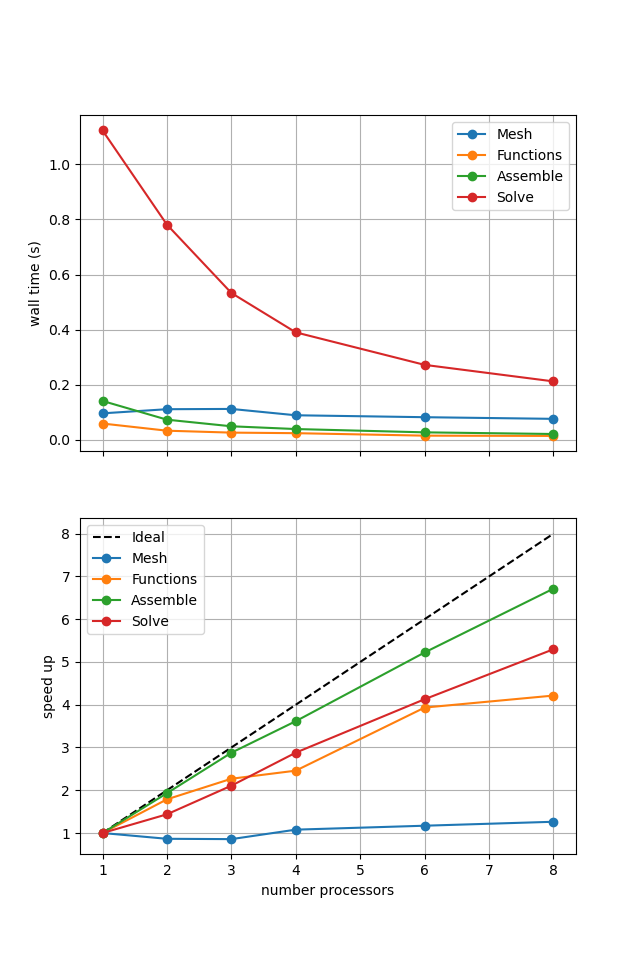 Mesh
Functions
Assemble
Solve
1.0
0.8
0.6
0.4
0.2
0.0
wall time (s)
Ideal
Mesh
Functions
Assemble
Solve
8
7
6
5
4
3
2
1
speed up
1 2 3 4 5 6 7 8
number processors